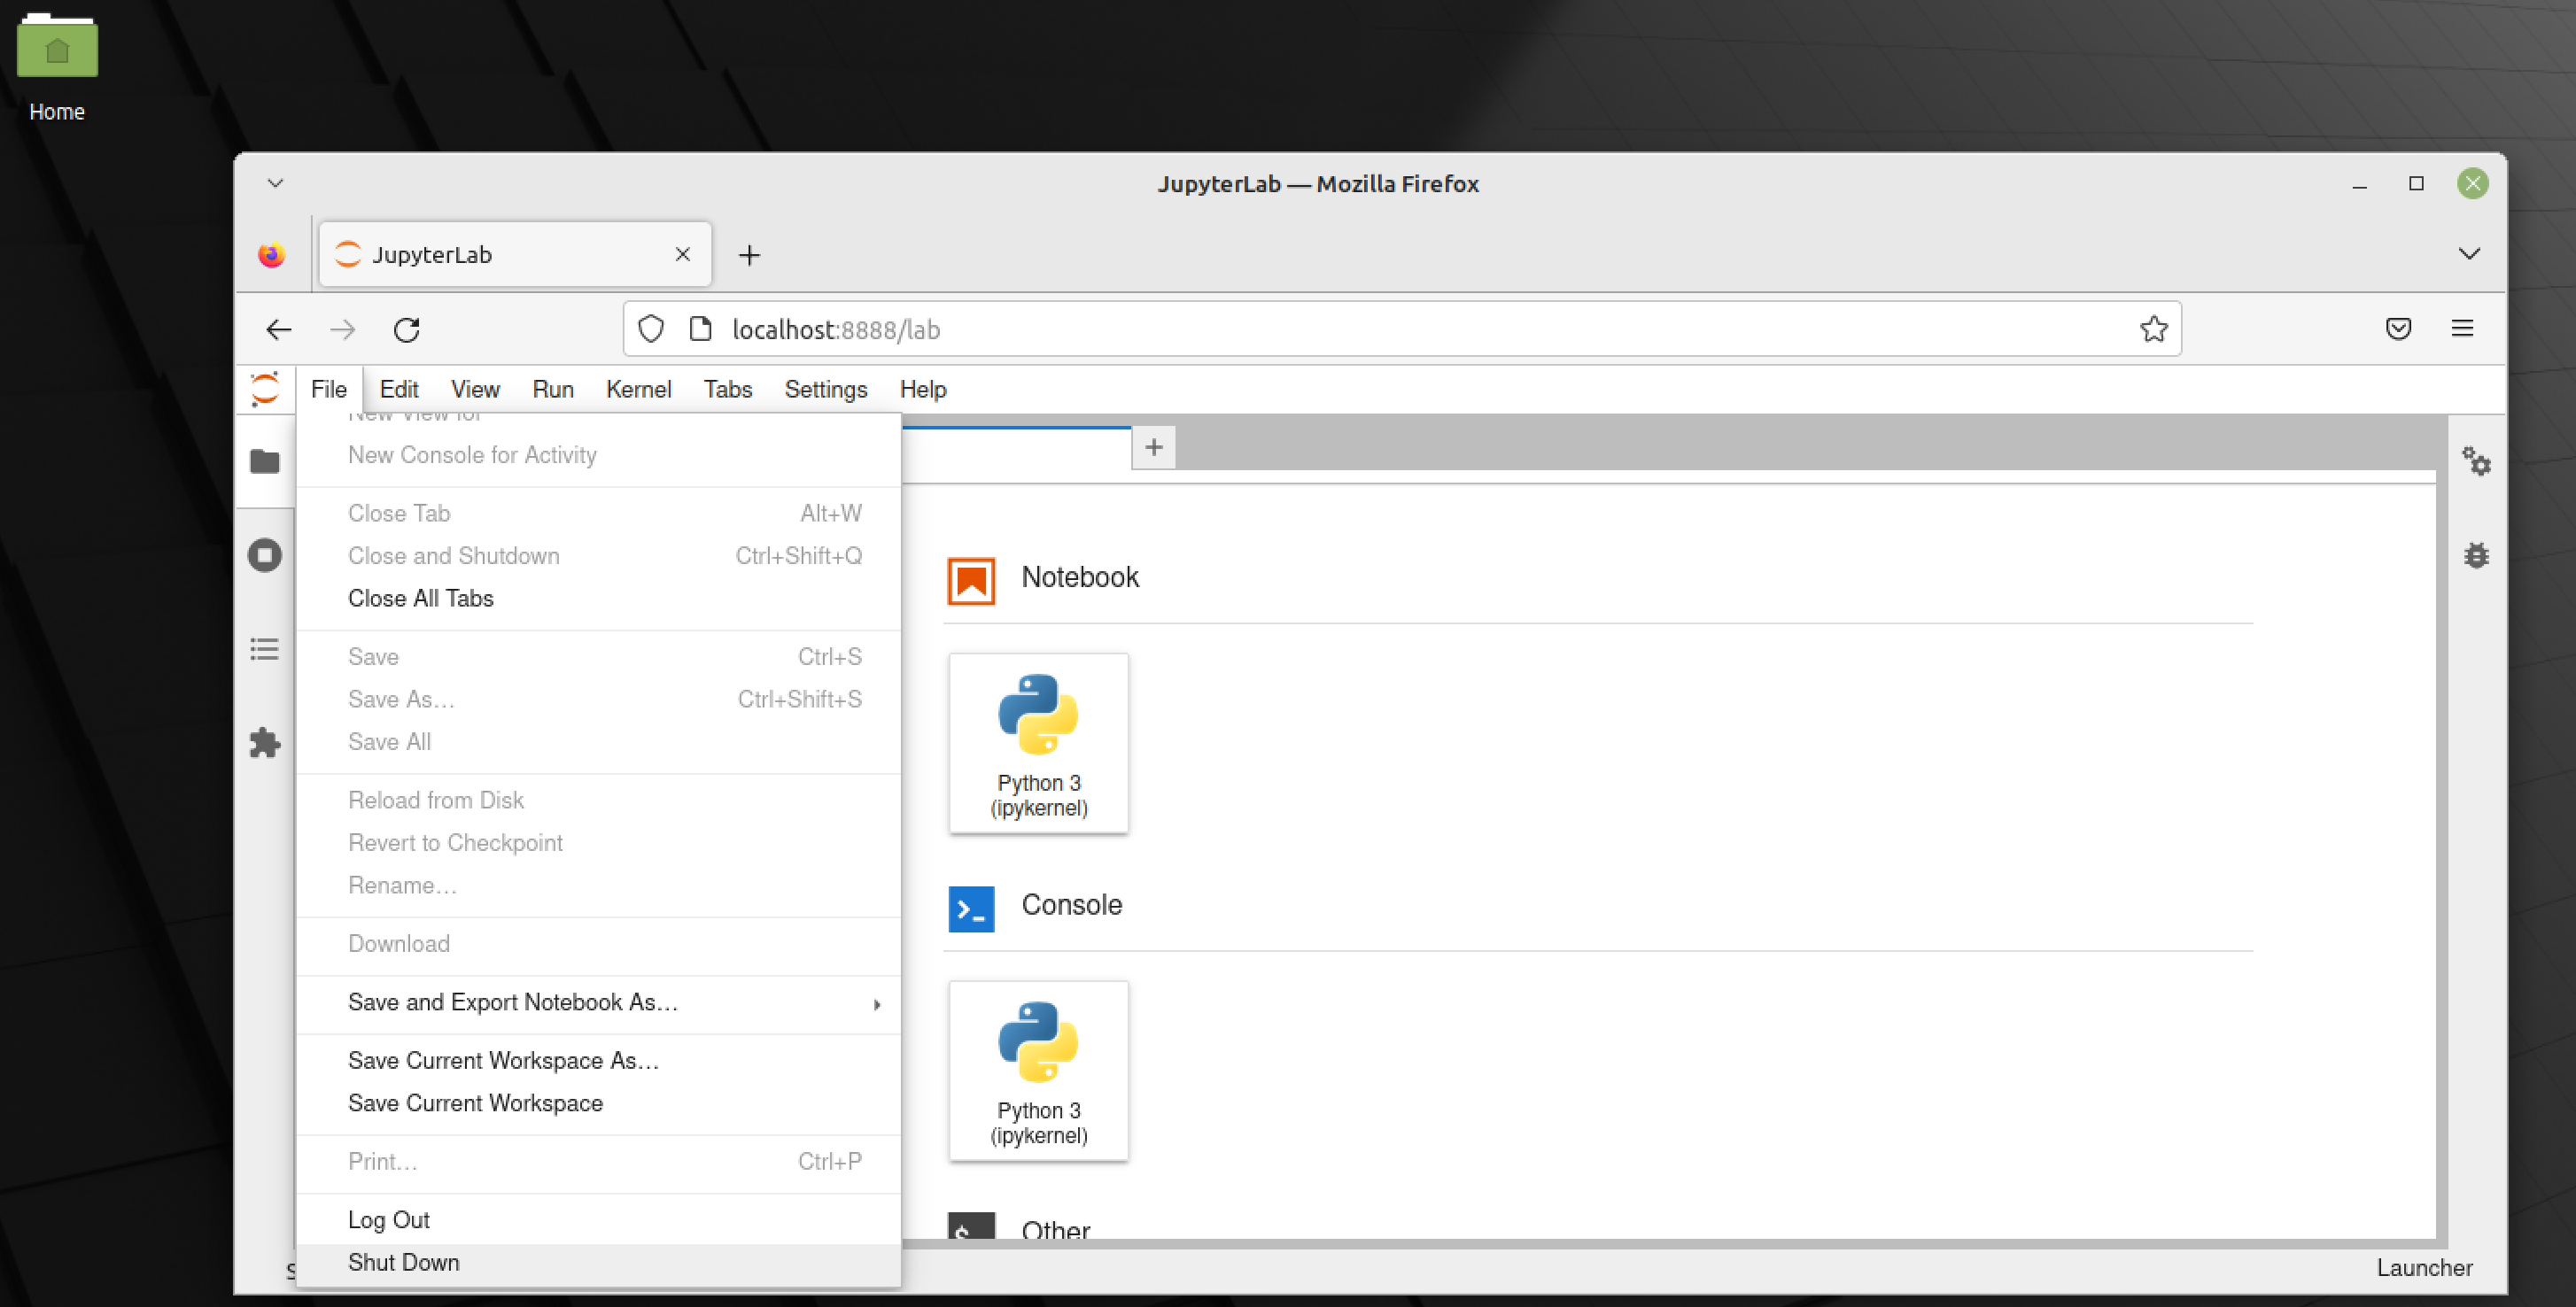 Home
JupyterLab — Mozilla Firefox
JupyterLab
localhost:8888/lab
File Edit View Run Kernel Tabs Settings Help
New View for
New Console for Activity
Close Tab Alt+W
Close and Shutdown Ctrl+Shift+Q
Close All Tabs
Save Ctrl+S
Save As… Ctrl+Shift+S
Save All
Reload from Disk
Revert to Checkpoint
Rename…
Download
Save and Export Notebook As…
Save Current Workspace As…
Save Current Workspace
Print… Ctrl+P
Log Out
Shut Down
Notebook
Python 3
(ipykernel)
Console
Python 3
(ipykernel)
$ Other
S
Launcher